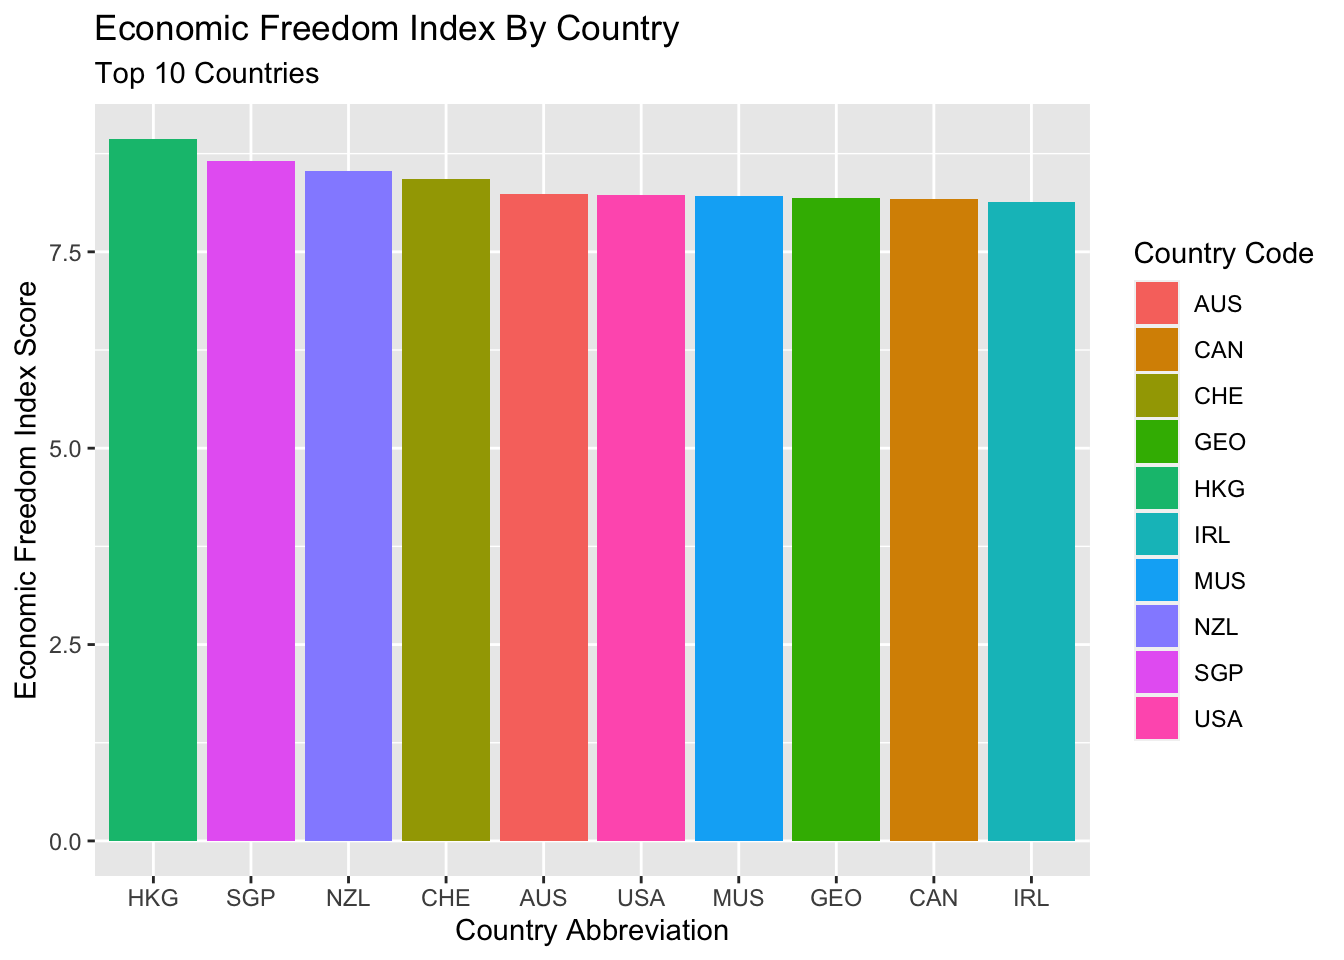 Economic Freedom Index By Country
Top 10 Countries
Economic Freedom Index Score
7.5
5.0
2.5
0.0
HKG SGP NZL CHE AUS USA MUS GEO CAN IRL
Country Abbreviation
Country Code
AUS
CAN
CHE
GEO
HKG
IRL
MUS
NZL
SGP
USA